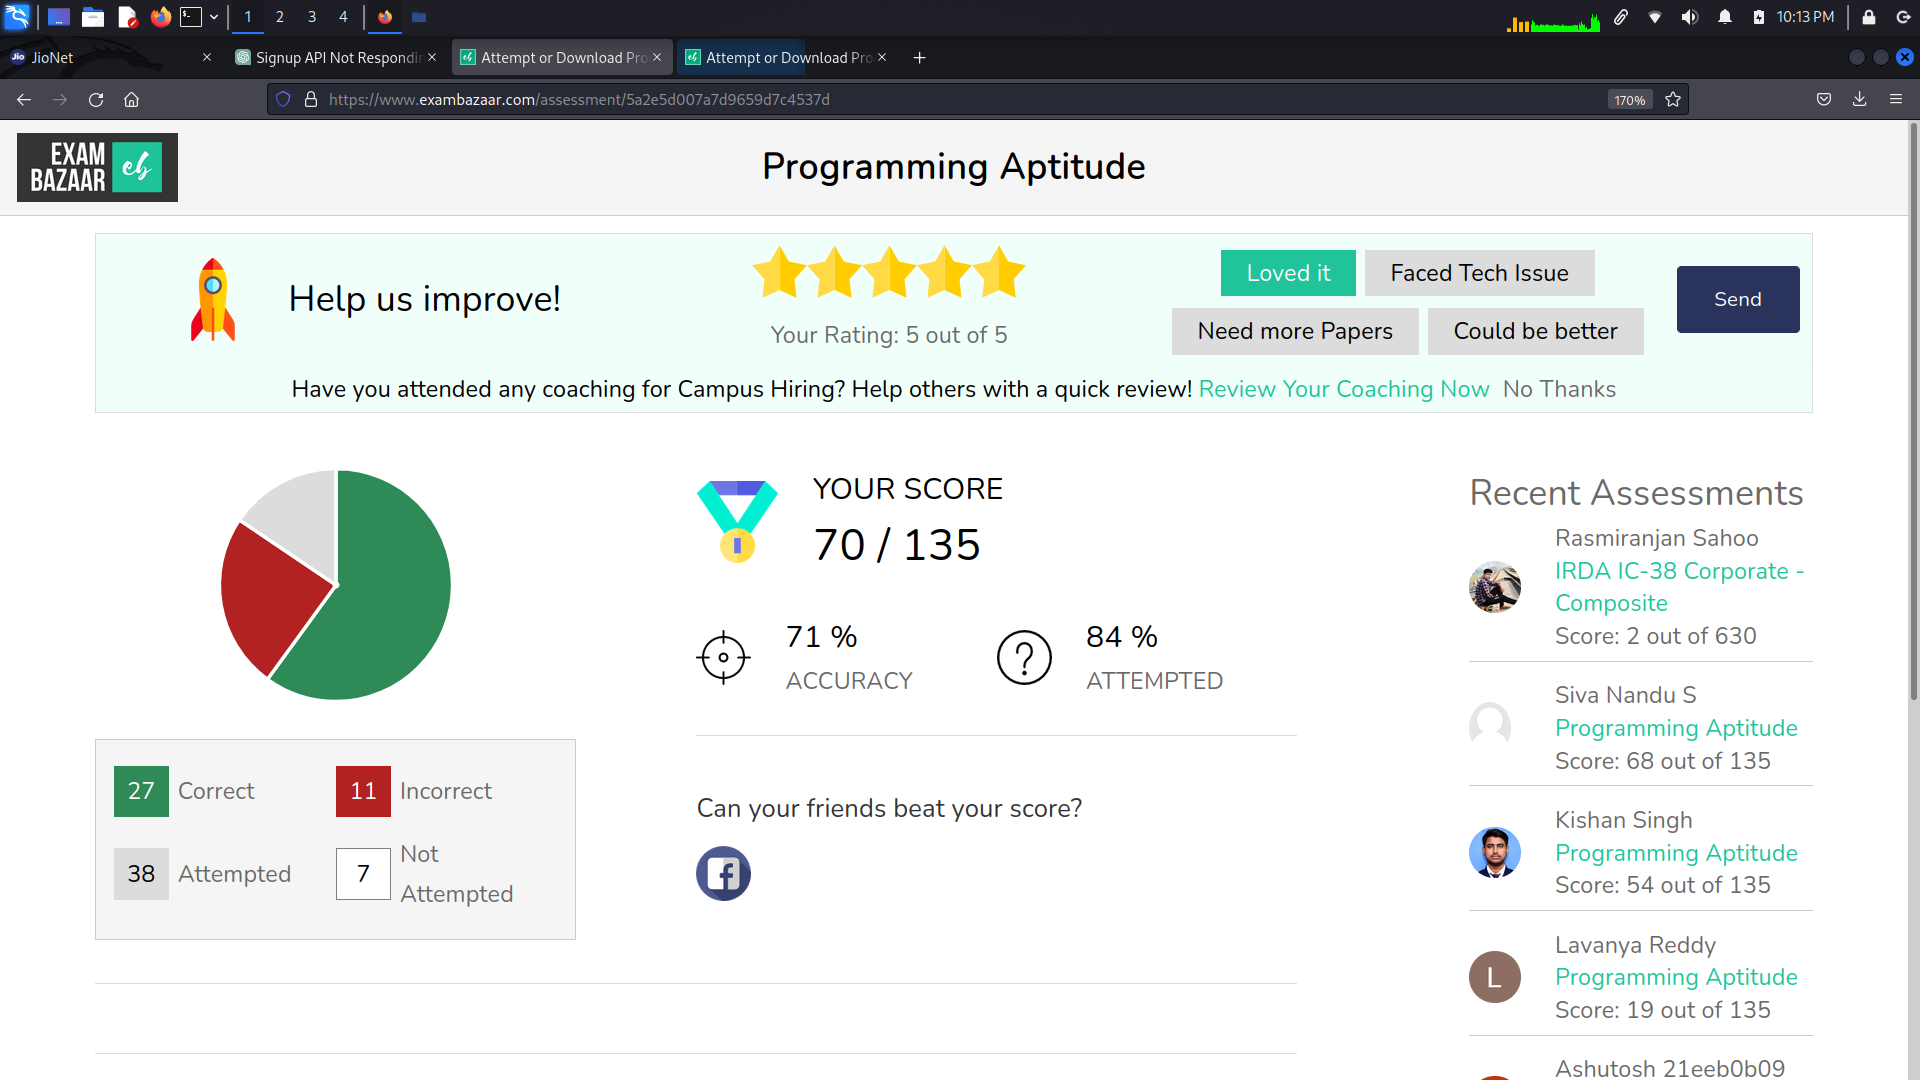 1 2 3 4
10:13 PM
JioNet
Signup API Not Respondin
Attempt or Download Pro
Attempt or Download Pro
https://www.exambazaar.com/assessment/5a2e5d007a7d9659d7c4537d
170%
EXAM
BAZAAR
eb
Programming Aptitude
Help us improve!
Your Rating: 5 out of 5
Loved it
Faced Tech Issue
Need more Papers
Could be better
Send
Have you attended any coaching for Campus Hiring? Help others with a quick review! Review Your Coaching Now No Thanks
YOUR SCORE
70 / 135
71 %
ACCURACY
84 %
ATTEMPTED
27 Correct
11 Incorrect
38 Attempted
7 Not
Attempted
Can your friends beat your score?
Recent Assessments
Rasmiranjan Sahoo
IRDA IC-38 Corporate -
Composite
Score: 2 out of 630
Siva Nandu S
Programming Aptitude
Score: 68 out of 135
Kishan Singh
Programming Aptitude
Score: 54 out of 135
L
Lavanya Reddy
Programming Aptitude
Score: 19 out of 135
Ashutosh 21eeb0b09